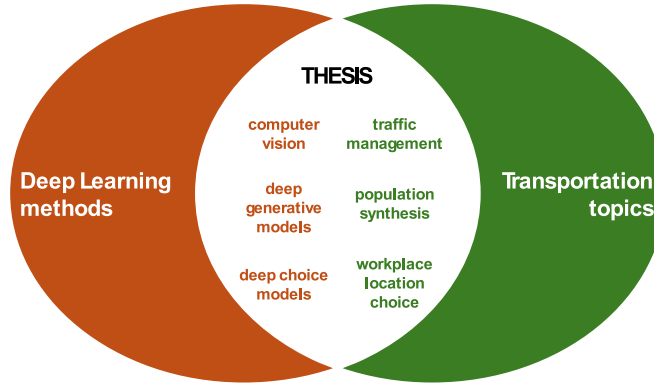 THESIS
computer
vision
traffic
management
Deep Learning
methods
deep
generative
models
population
synthesis
Transportation
topics
deep choice
models
workplace
location
choice